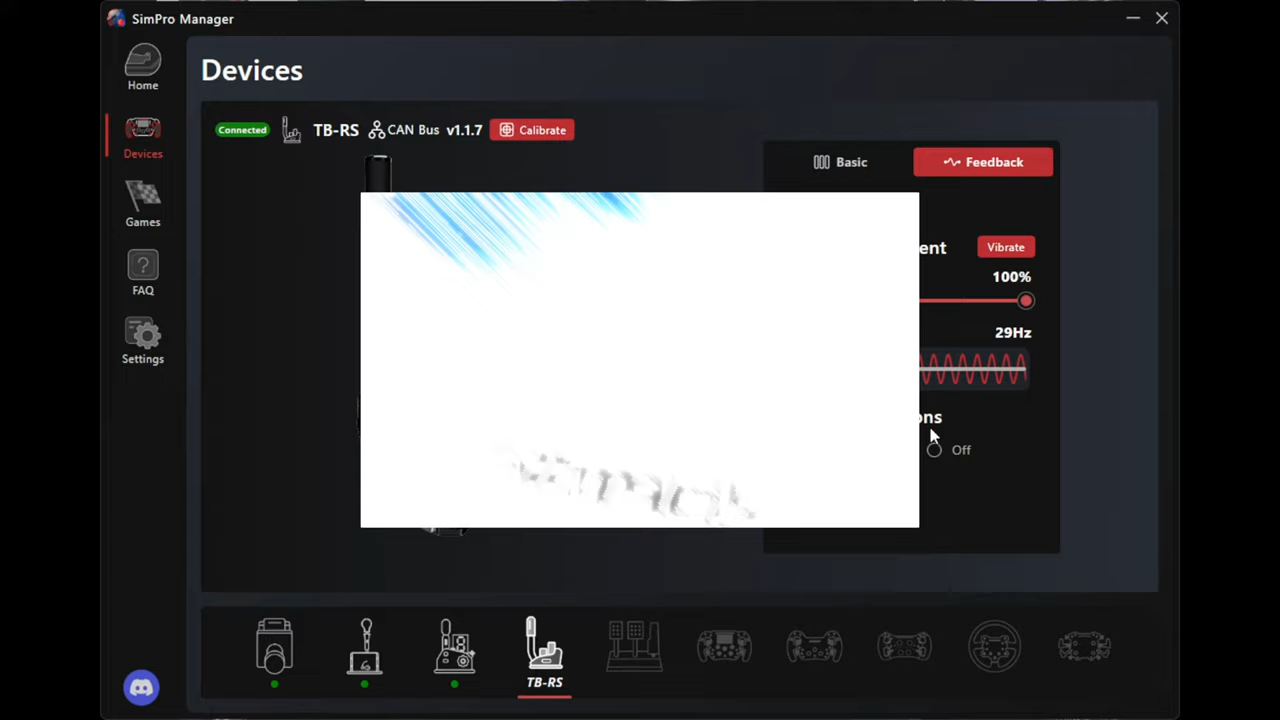 SimPro Manager
Home
Devices
Connected TB-RS CAN Bus v1.1.7 Calibrate
Basic Feedback
Devices
Games
ent Vibrate
100%
FAQ
29Hz
Settings
ons
Off
TB-RS